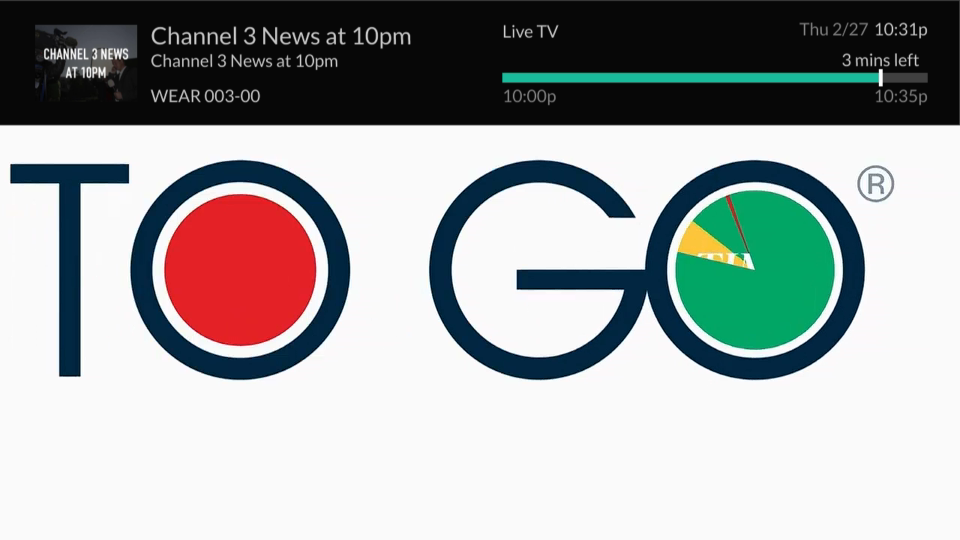 CHANNEL 3 NEWS
AT 10PM
Channel 3 News at 10pm
Channel 3 News at 10pm
WEAR 003-00
Live TV
Thu 2/27 10:31p
3 mins left
10:00p
10:35p
TO GO®